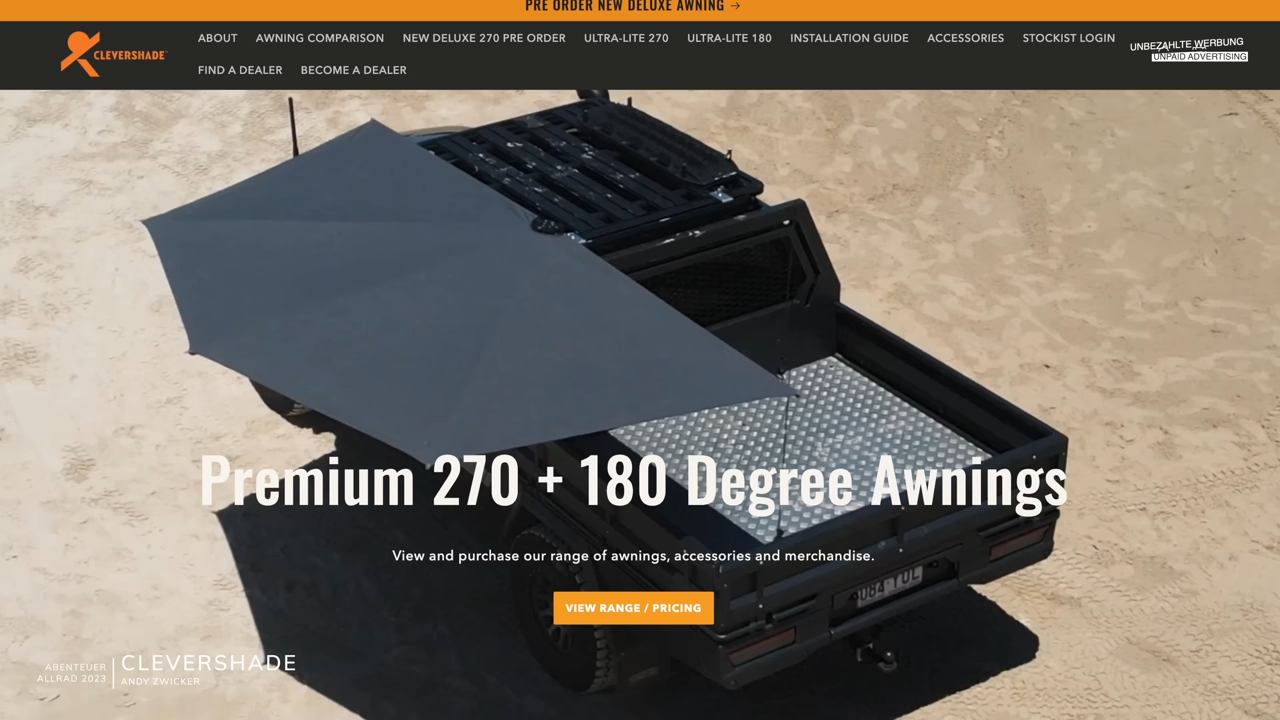 PRE ORDER NEW DELUXE AWNING →
CLEVERSHADE
ABOUT AWNING COMPARISON NEW DELUXE 270 PRE ORDER ULTRA-LITE 270 ULTRA-LITE 180 INSTALLATION GUIDE ACCESSORIES STOCKIST LOGIN
FIND A DEALER BECOME A DEALER
UNBEZAHLTE WERBUNG
UNPAID ADVERTISING
Premium 270 + 180 Degree Awnings
View and purchase our range of awnings, accessories and merchandise.
VIEW RANGE / PRICING
ABENTEUER
ALLRAD 2023
CLEVERSHADE
ANDY ZWICKER